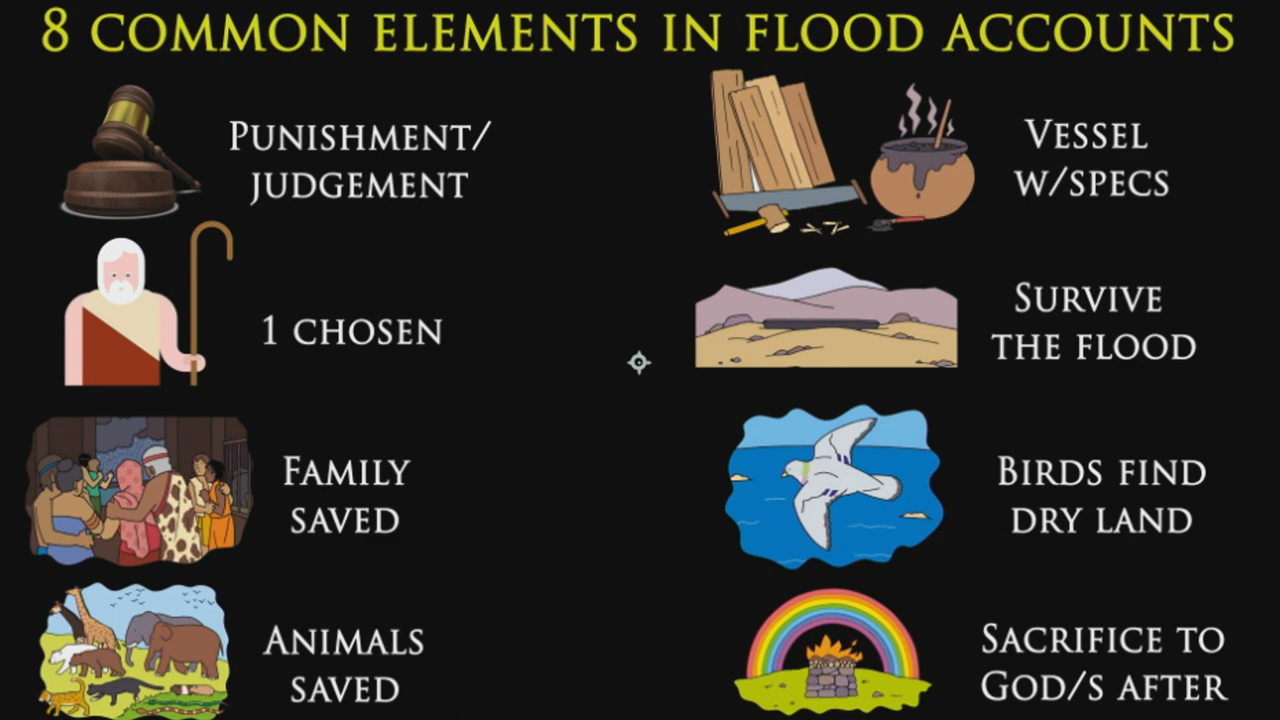 8 COMMON ELEMENTS IN FLOOD ACCOUNTS
PUNISHMENT/
JUDGEMENT
1 CHOSEN
FAMILY
SAVED
ANIMALS
SAVED
VESSEL
W/SPECS
SURVIVE
THE FLOOD
BIRDS FIND
DRY LAND
SACRIFICE TO
GOD/S AFTER